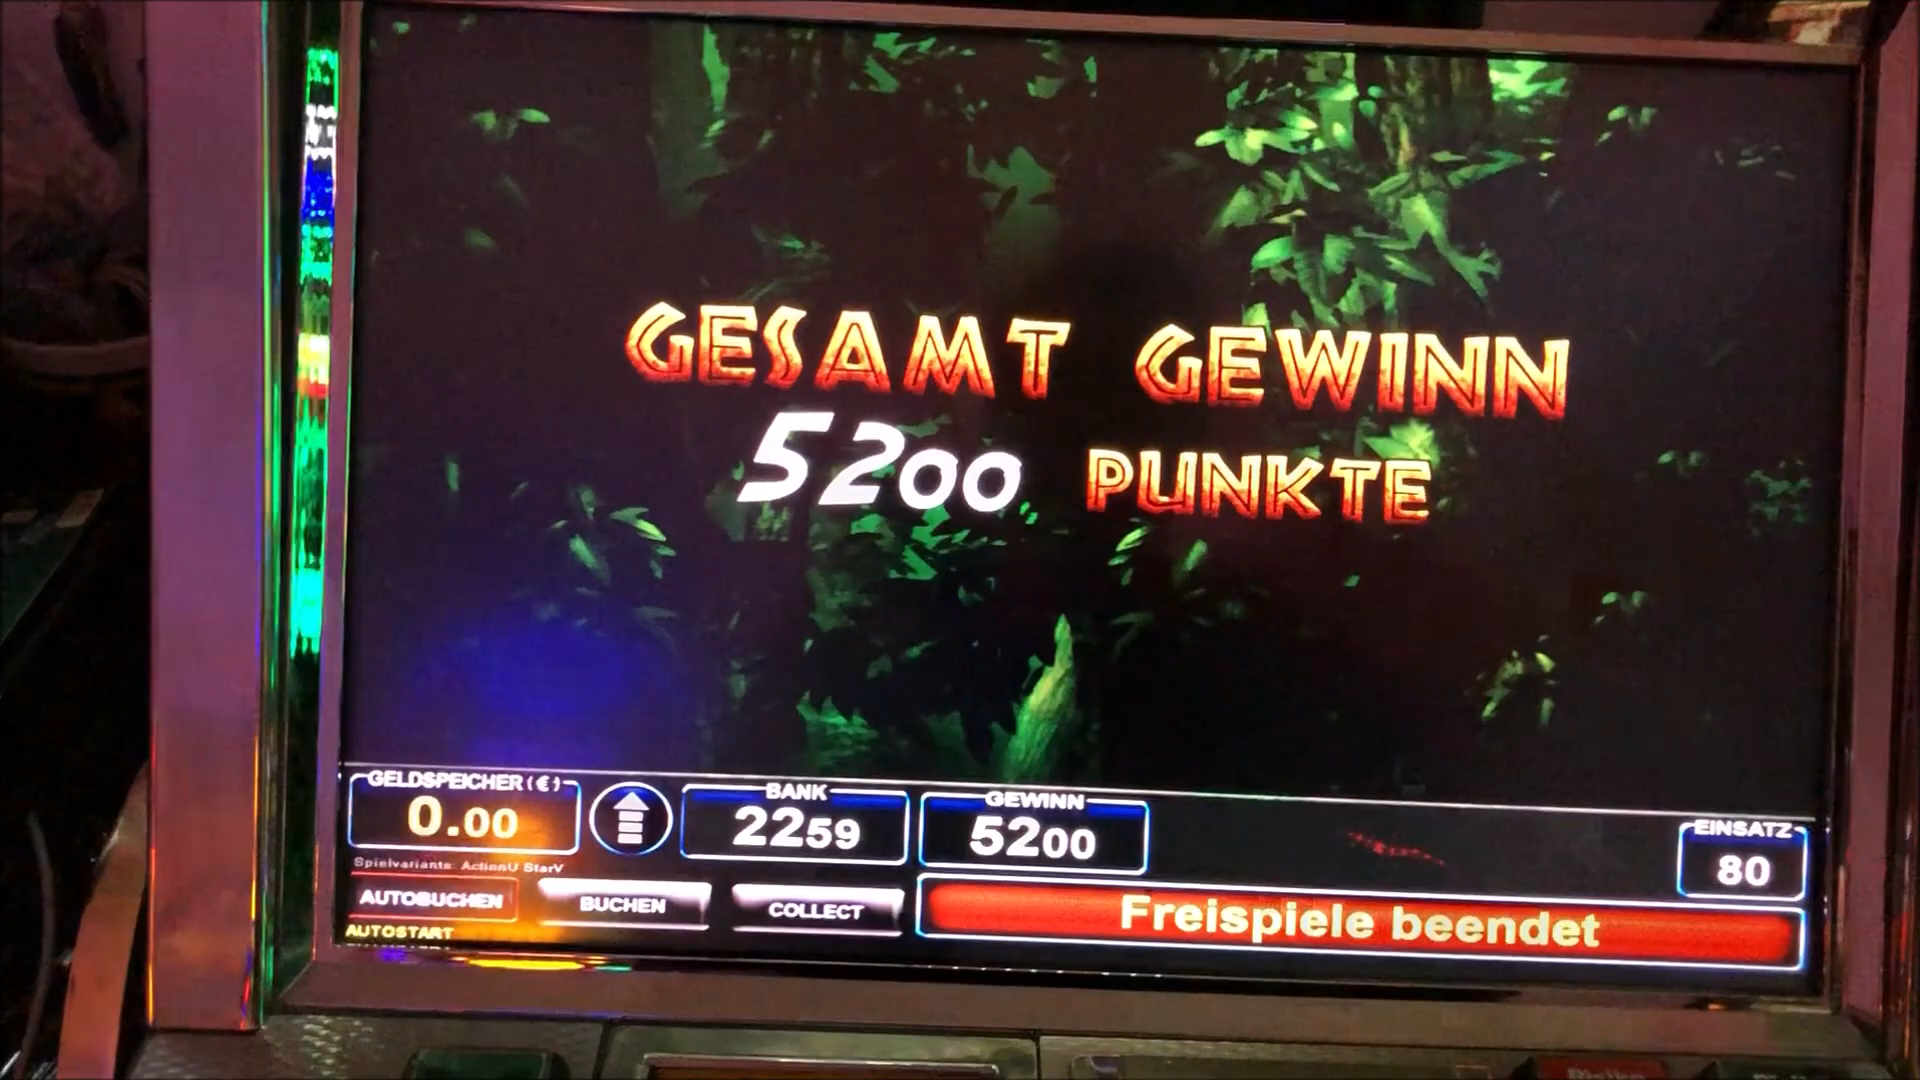 GESAMT GEWINN
5200 PUNKTE
GELDSPEICHER(€)
0.00
BANK
2259
GEWINN
5200
EINSATZ
80
Spielvariante: ActionU StarV
AUTOBUCHEN
BUCHEN
COLLECT
Freispiele beendet
AUTOSTART
Risiko